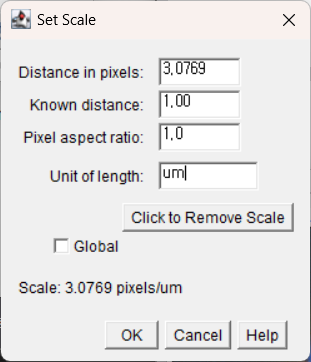 Set Scale
Distance in pixels: 3.0769
Known distance: 1.00
Pixel aspect ratio: 1.0
Unit of length: um
Click to Remove Scale
Global
Scale: 3.0769 pixels/um
OK Cancel Help